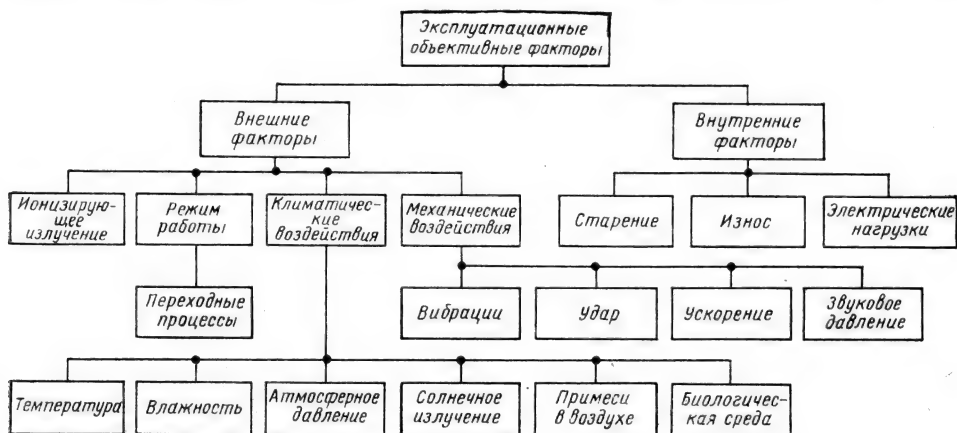 Эксплуатационные
объективные факторы
Внешние
факторы
Внутренние
факторы
Ионизирую-
щее
излучение
Режим
работы
Климатичес-
кие
воздействия
Механические
воздействия
Старение
Износ
Электрические
нагрузки
Переходные
процессы
Вибрации
Удар
Ускорение
Звуковое
давление
Температура
Влажность
Атмосферное
давление
Солнечное
излучение
Примеси
в воздухе
Биологичес-
кая среда